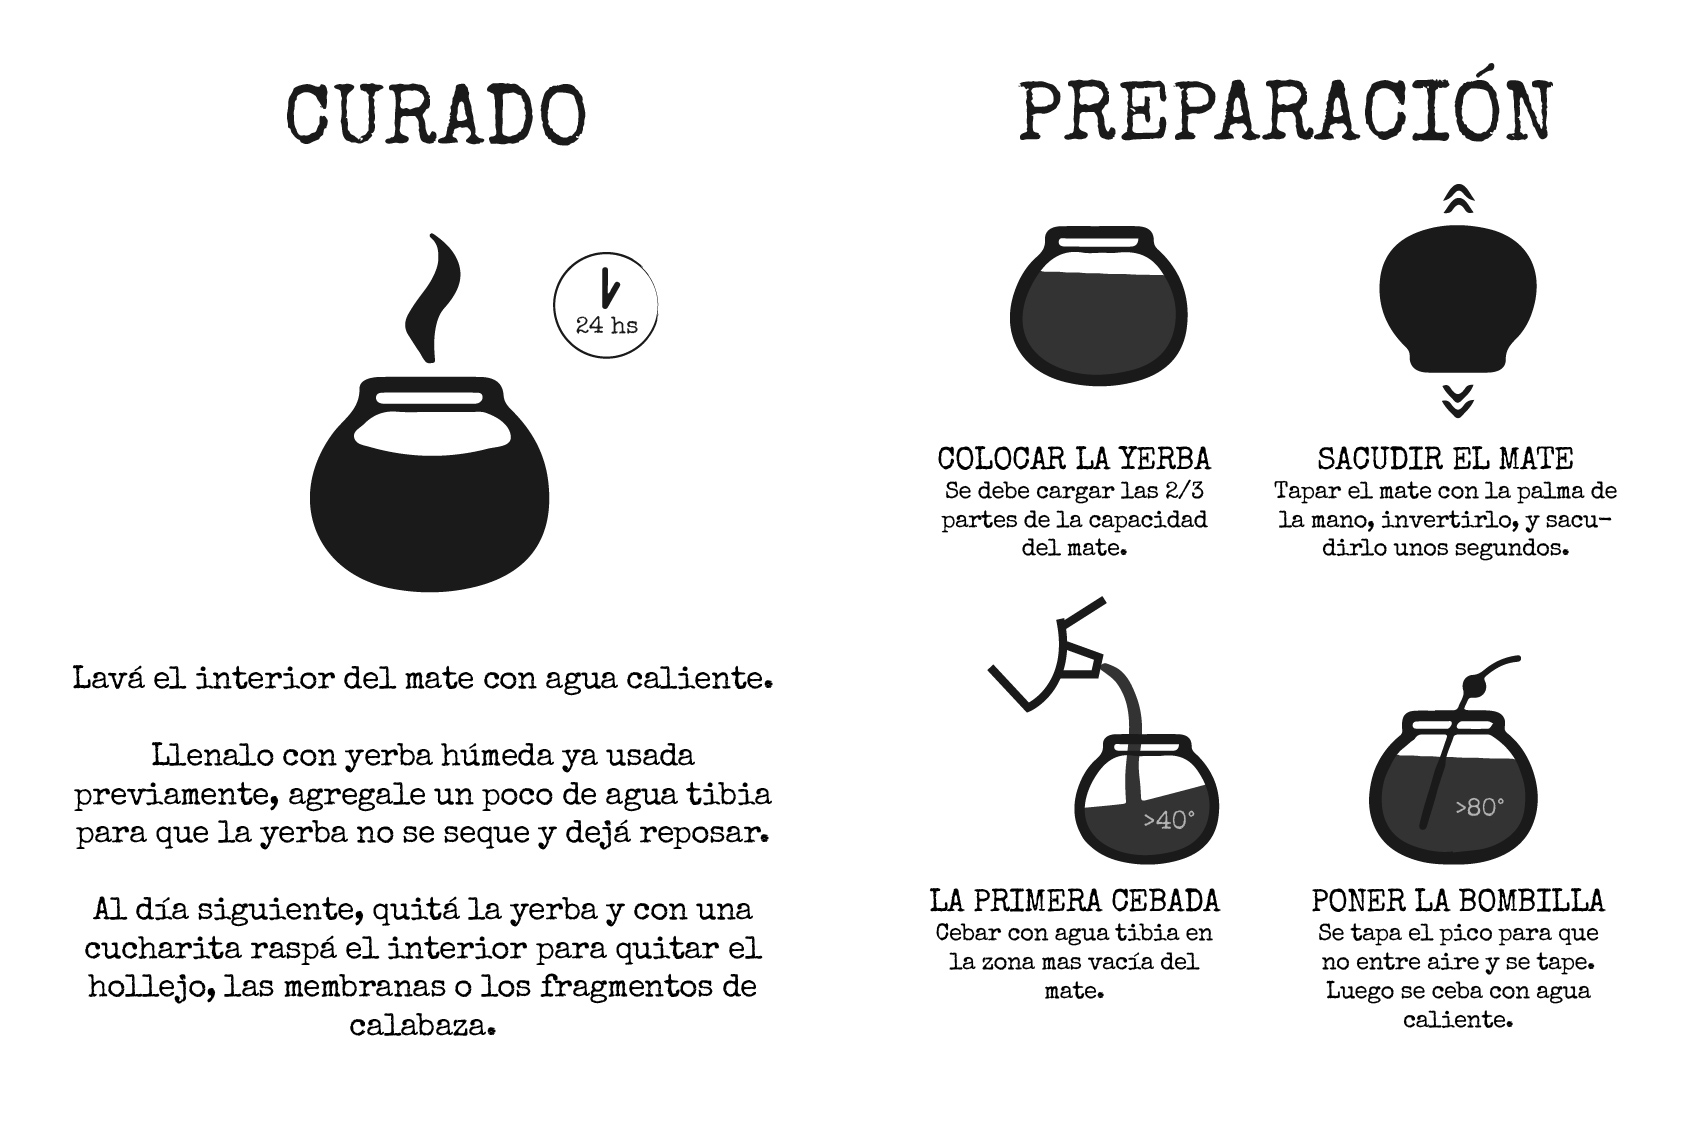 CURADO
24 hs
Lavá el interior del mate con agua caliente.
Llenalo con yerba húmeda ya usada
previamente, agregale un poco de agua tibia
para que la yerba no se seque y dejá reposar.
Al día siguiente, quitá la yerba y con una
cucharita raspá el interior para quitar el
hollejo, las membranas o los fragmentos de
calabaza.
PREPARACIÓN
COLOCAR LA YERBA
Se debe cargar las 2/3
partes de la capacidad
del mate.
SACUDIR EL MATE
Tapar el mate con la palma de
la mano, invertirlo, y sacu-
dirlo unos segundos.
>40°
LA PRIMERA CEBADA
Cebar con agua tibia en
la zona mas vacía del
mate.
>80°
PONER LA BOMBILLA
Se tapa el pico para que
no entre aire y se tape.
Luego se ceba con agua
caliente.